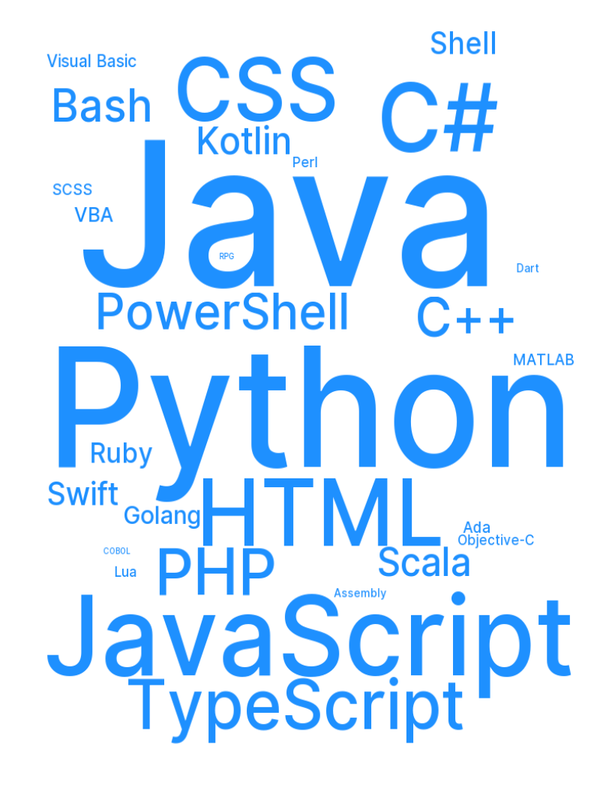 Shell
Visual Basic
CSS
C#
Bash
Kotlin
Perl
Java
SCSS
VBA
RPG
Dart
PowerShell
C++
Python
MATLAB
Ruby
Swift
HTML
Golang
Ada
Objective-C
COBOL
PHP
Scala
Lua
Assembly
JavaScript
TypeScript